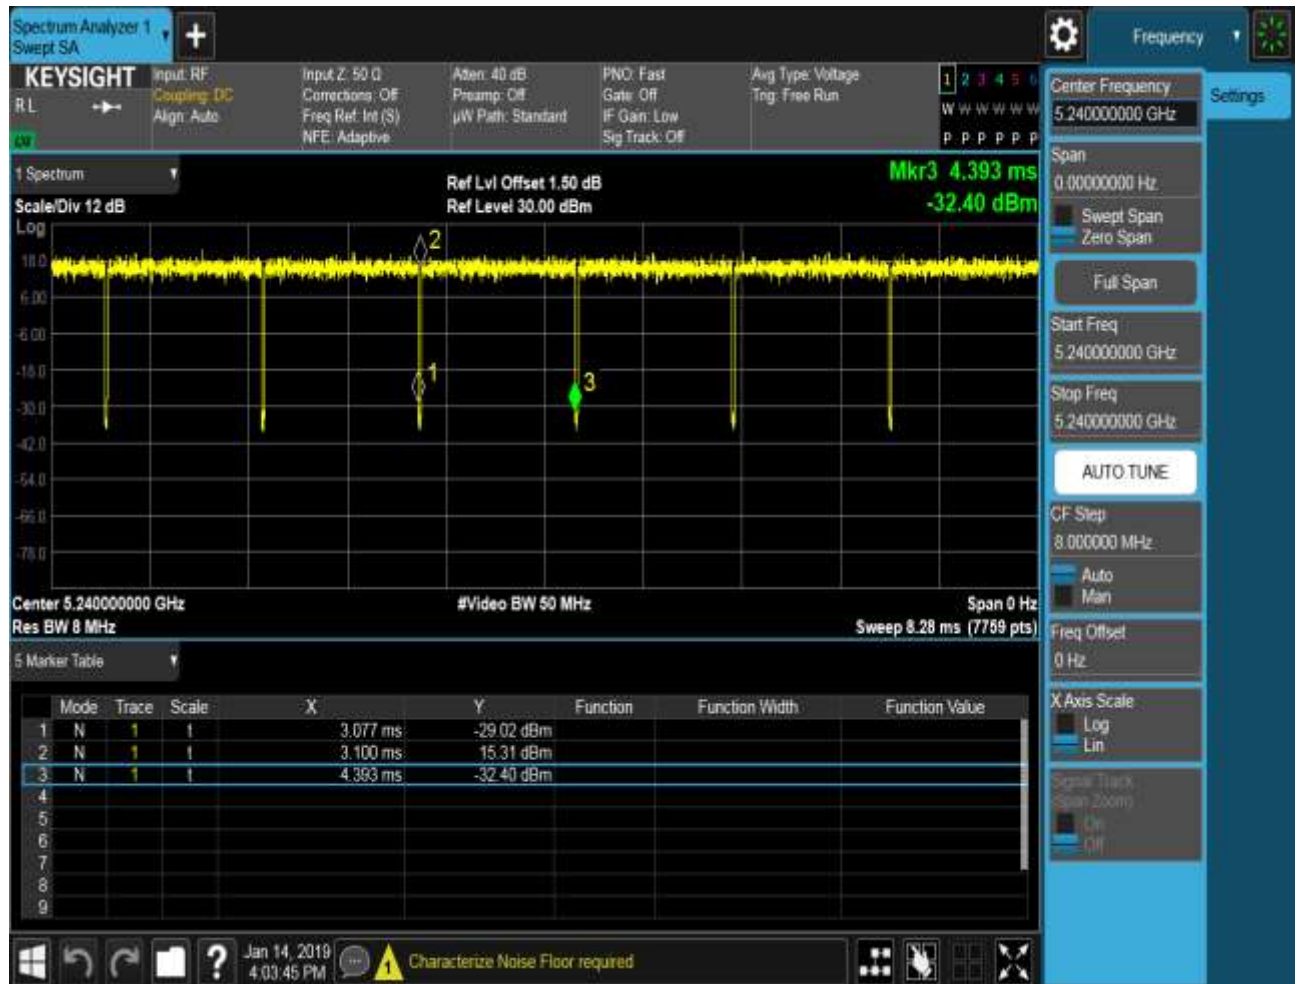 Spectrum Analyzer 1
Swept SA
Frequency
KEYSIGHT
RL
Input: RF
Coupling: DC
Align: Auto
Input Z: 50 Ω
Corrections: Off
Freq Ref: Int (S)
NFE: Adaptive
Atten: 40 dB
Preamp: Off
µW Path: Standard
PNO: Fast
Gate: Off
IF Gain: Low
Sig Track: Off
Avg Type: Voltage
Trig: Free Run
1 2 3 4 5 6
W W W W W W
P P P P P P
1 Spectrum
Scale/Div 12 dB
Ref Lvl Offset 1.50 dB
Ref Level 30.00 dBm
Mkr3 4.393 ms
-32.40 dBm
Log
18.0
6.00
-6.00
-18.0
-30.0
-42.0
-54.0
-66.0
-78.0
2
1
3
Center 5.240000000 GHz
#Video BW 50 MHz
Span 0 Hz
Res BW 8 MHz
Sweep 8.28 ms (7759 pts)
5 Marker Table
Mode Trace Scale X Y Function Function Width Function Value
1 N 1 t 3.077 ms -29.02 dBm
2 N 1 t 3.100 ms 15.31 dBm
3 N 1 t 4.393 ms -32.40 dBm
4
5
6
7
8
9
Center Frequency
5.240000000 GHz
Settings
Span
0.00000000 Hz
Swept Span
Zero Span
Full Span
Start Freq
5.240000000 GHz
Stop Freq
5.240000000 GHz
AUTO TUNE
CF Step
8.000000 MHz
Auto
Man
Freq Offset
0 Hz
X Axis Scale
Log
Lin
Signal Track
(Span Zoom)
On
Off
?
Jan 14, 2019
4:03:45 PM
1
Characterize Noise Floor required